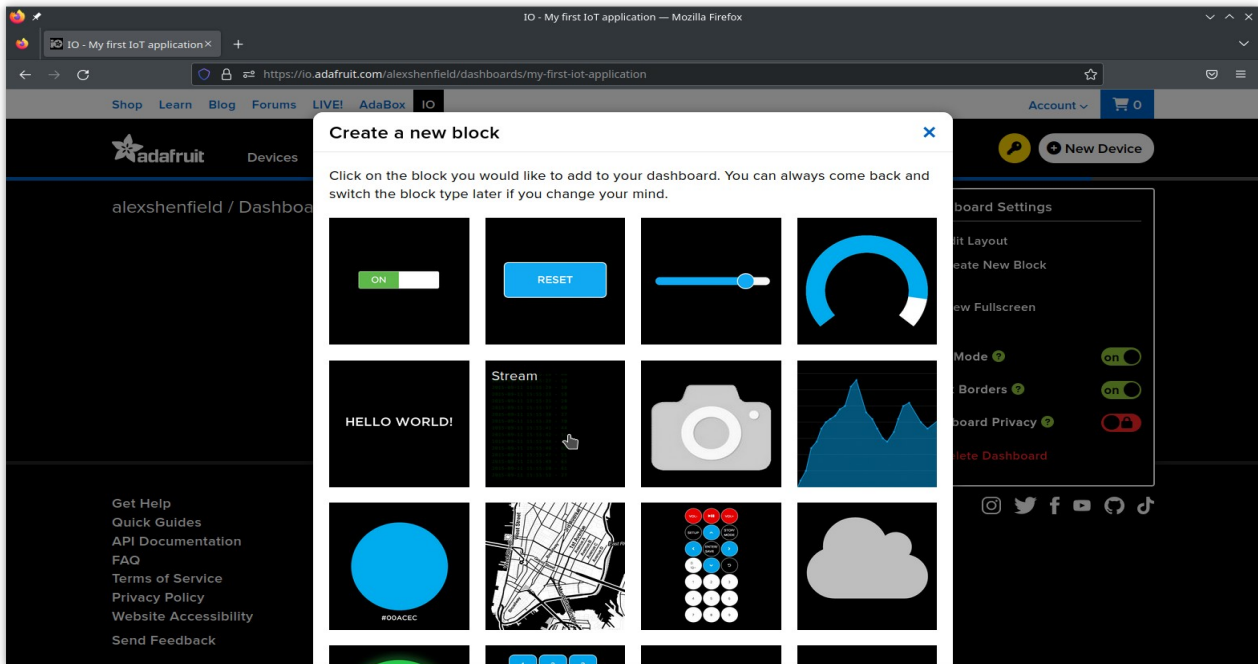 IO - My first IoT application — Mozilla Firefox
IO - My first IoT application
https://io.adafruit.com/alexshenfield/dashboards/my-first-iot-application
Shop Learn Blog Forums LIVE! AdaBox IO
Account
0
Create a new block
adafruit
Devices
New Device
Click on the block you would like to add to your dashboard. You can always come back and
switch the block type later if you change your mind.
alexshenfield / Dashboa
board Settings
dit Layout
eate New Block
ew Fullscreen
Mode ? on
Borders ? on
board Privacy ?
lete Dashboard
ON
RESET
HELLO WORLD!
Stream
#00ACEC
Get Help
Quick Guides
API Documentation
FAQ
Terms of Service
Privacy Policy
Website Accessibility
Send Feedback